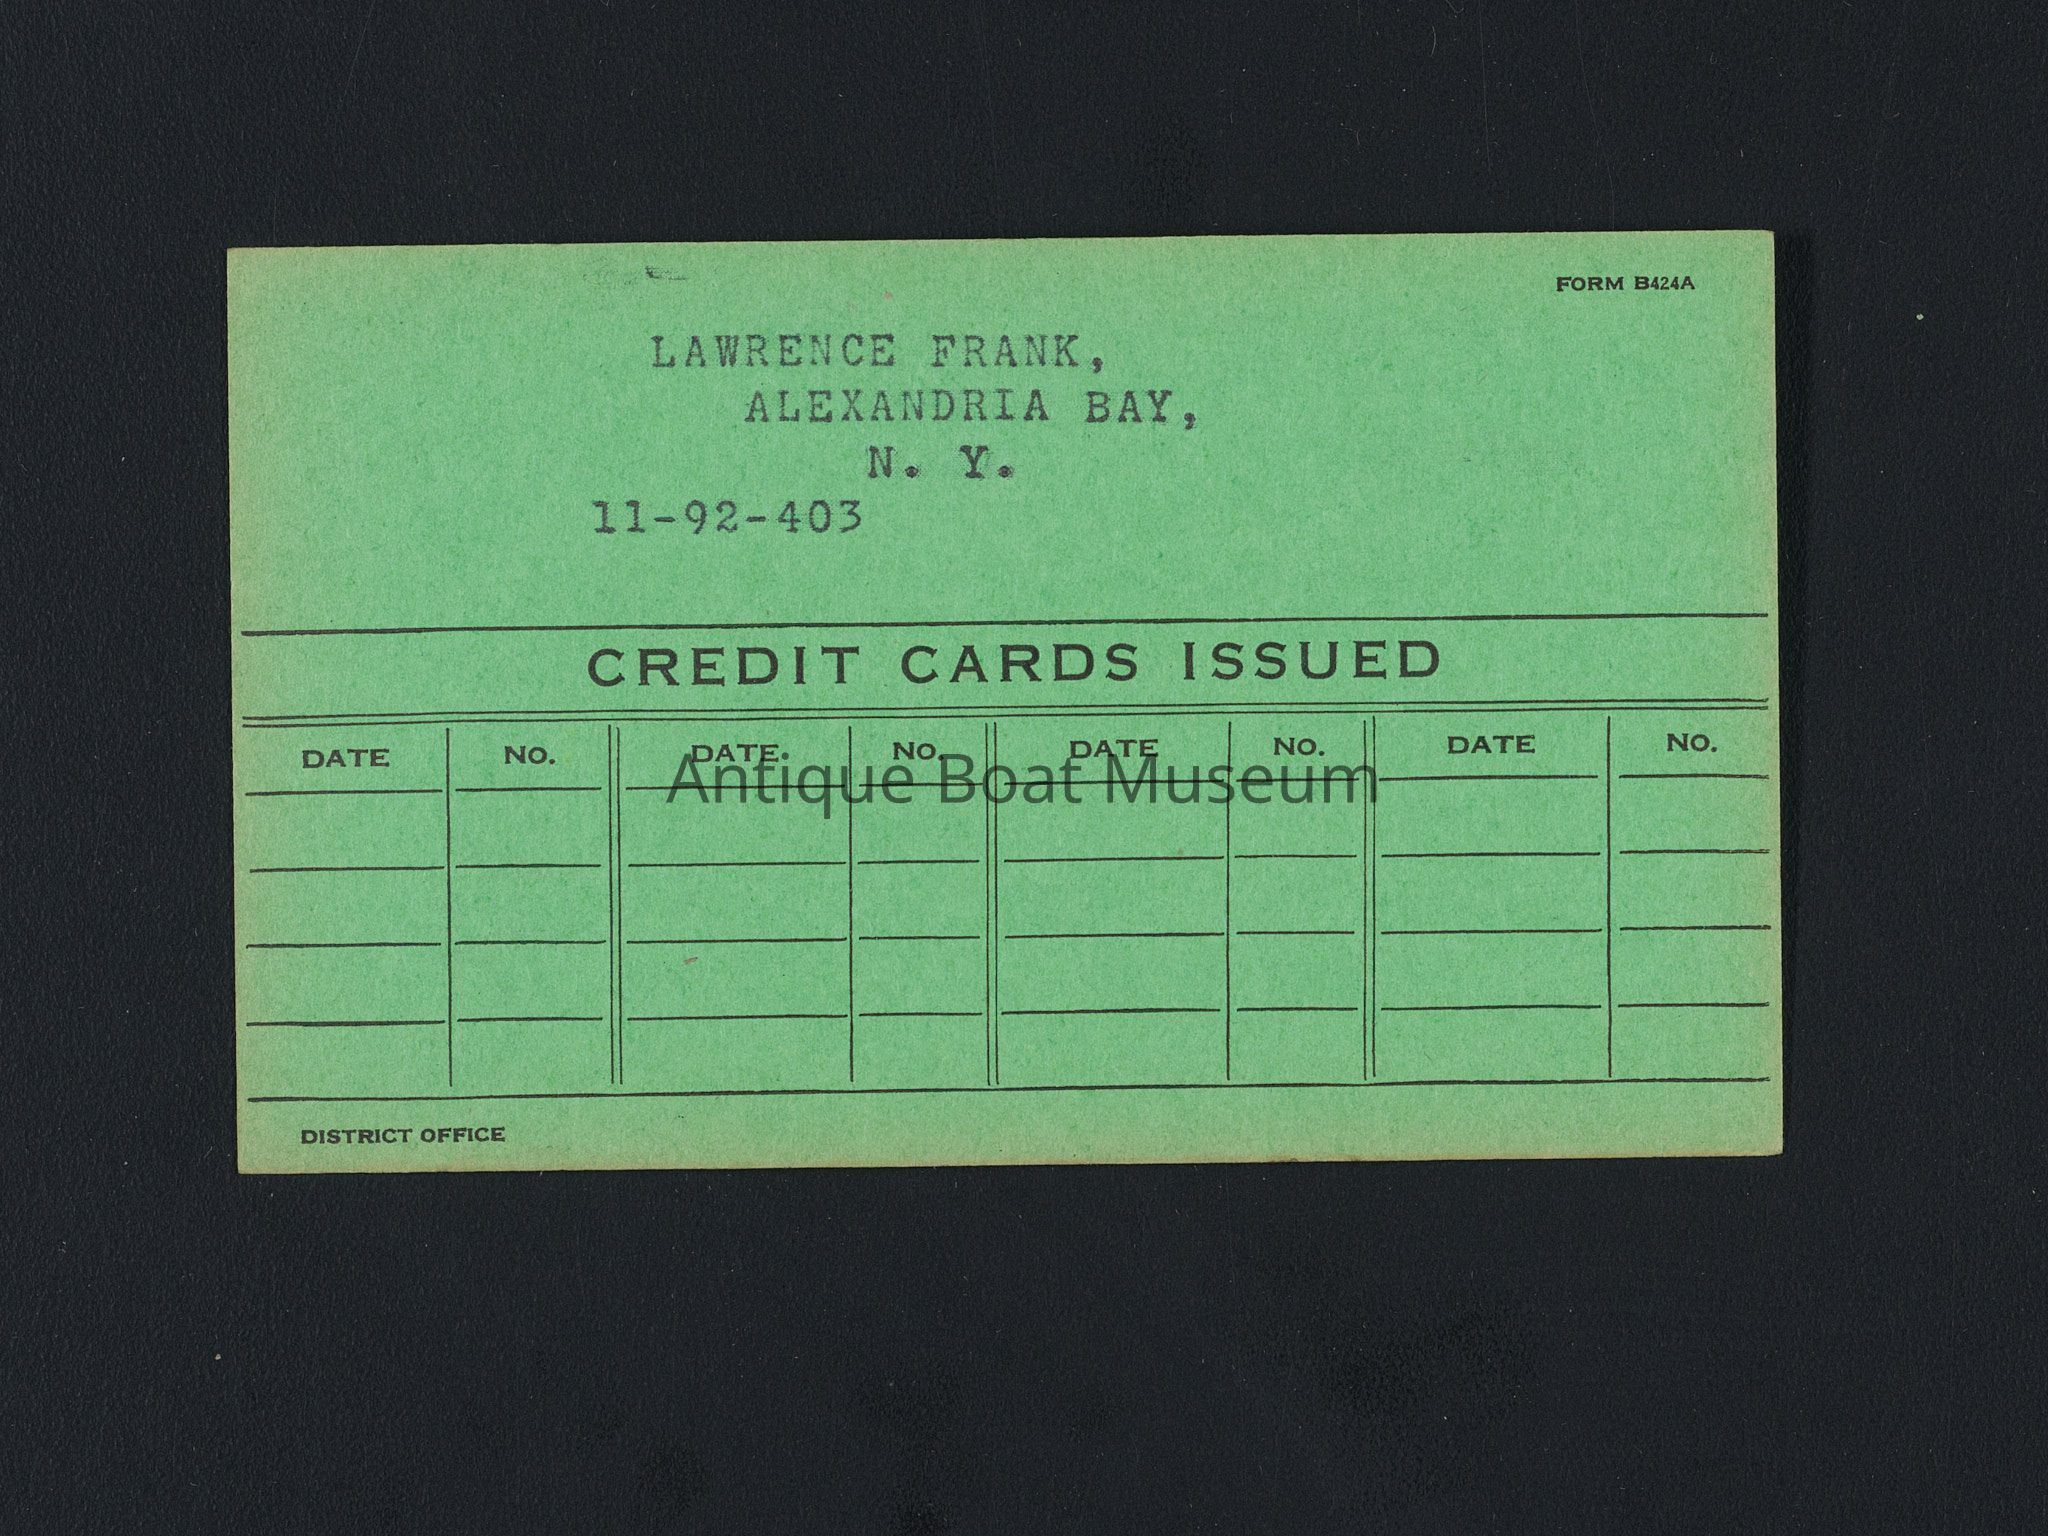 FORM B424A
LAWRENCE FRANK,
ALEXANDRIA BAY,
N. Y.
11-92-403
CREDIT CARDS ISSUED
DATE NO. DATE NO. DATE NO. DATE NO.
Antique Boat Museum
DISTRICT OFFICE